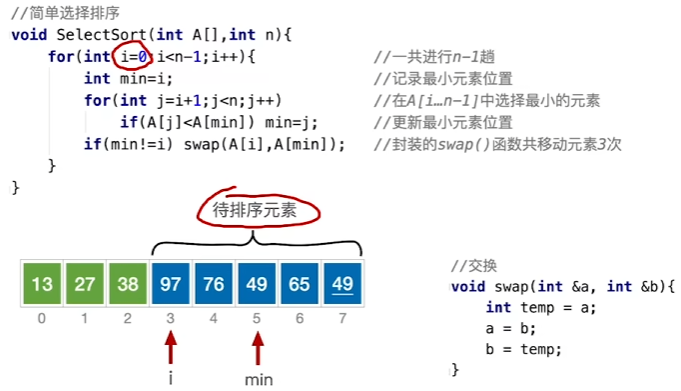 //简单选择排序
void SelectSort(int A[],int n){
for(int i=0;i<n-1;i++){ //一共进行n-1趟
int min=i; //记录最小元素位置
for(int j=i+1;j<n;j++) //在A[i…n-1]中选择最小的元素
if(A[j]<A[min]) min=j; //更新最小元素位置
if(min!=i) swap(A[i],A[min]); //封装的swap()函数共移动元素3次
}
}
待排序元素
13 27 38 97 76 49 65 49
0 1 2 3 4 5 6 7
i min
//交换
void swap(int &a, int &b){
int temp = a;
a = b;
b = temp;
}